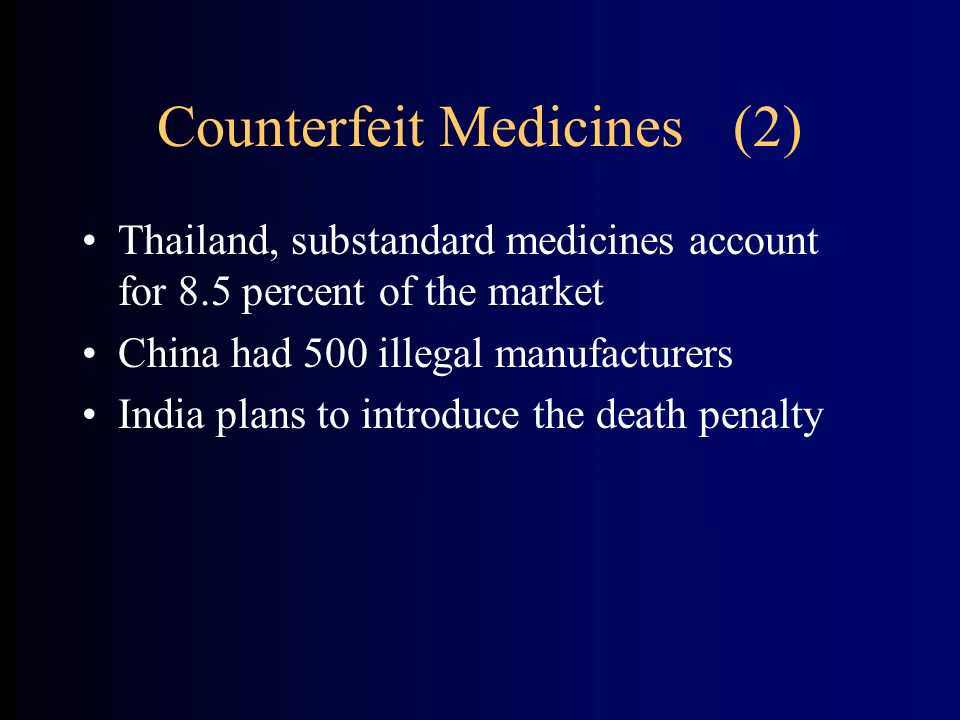 Counterfeit Medicines (2)
• Thailand, substandard medicines account
for 8.5 percent of the market
• China had 500 illegal manufacturers
• India plans to introduce the death penalty